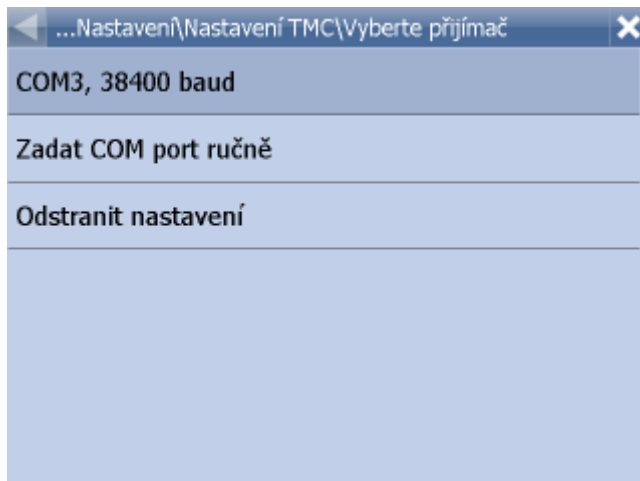 ...Nastavení\Nastavení TMC\Vyberte přijímač
COM3, 38400 baud
Zadat COM port ručně
Odstranit nastavení